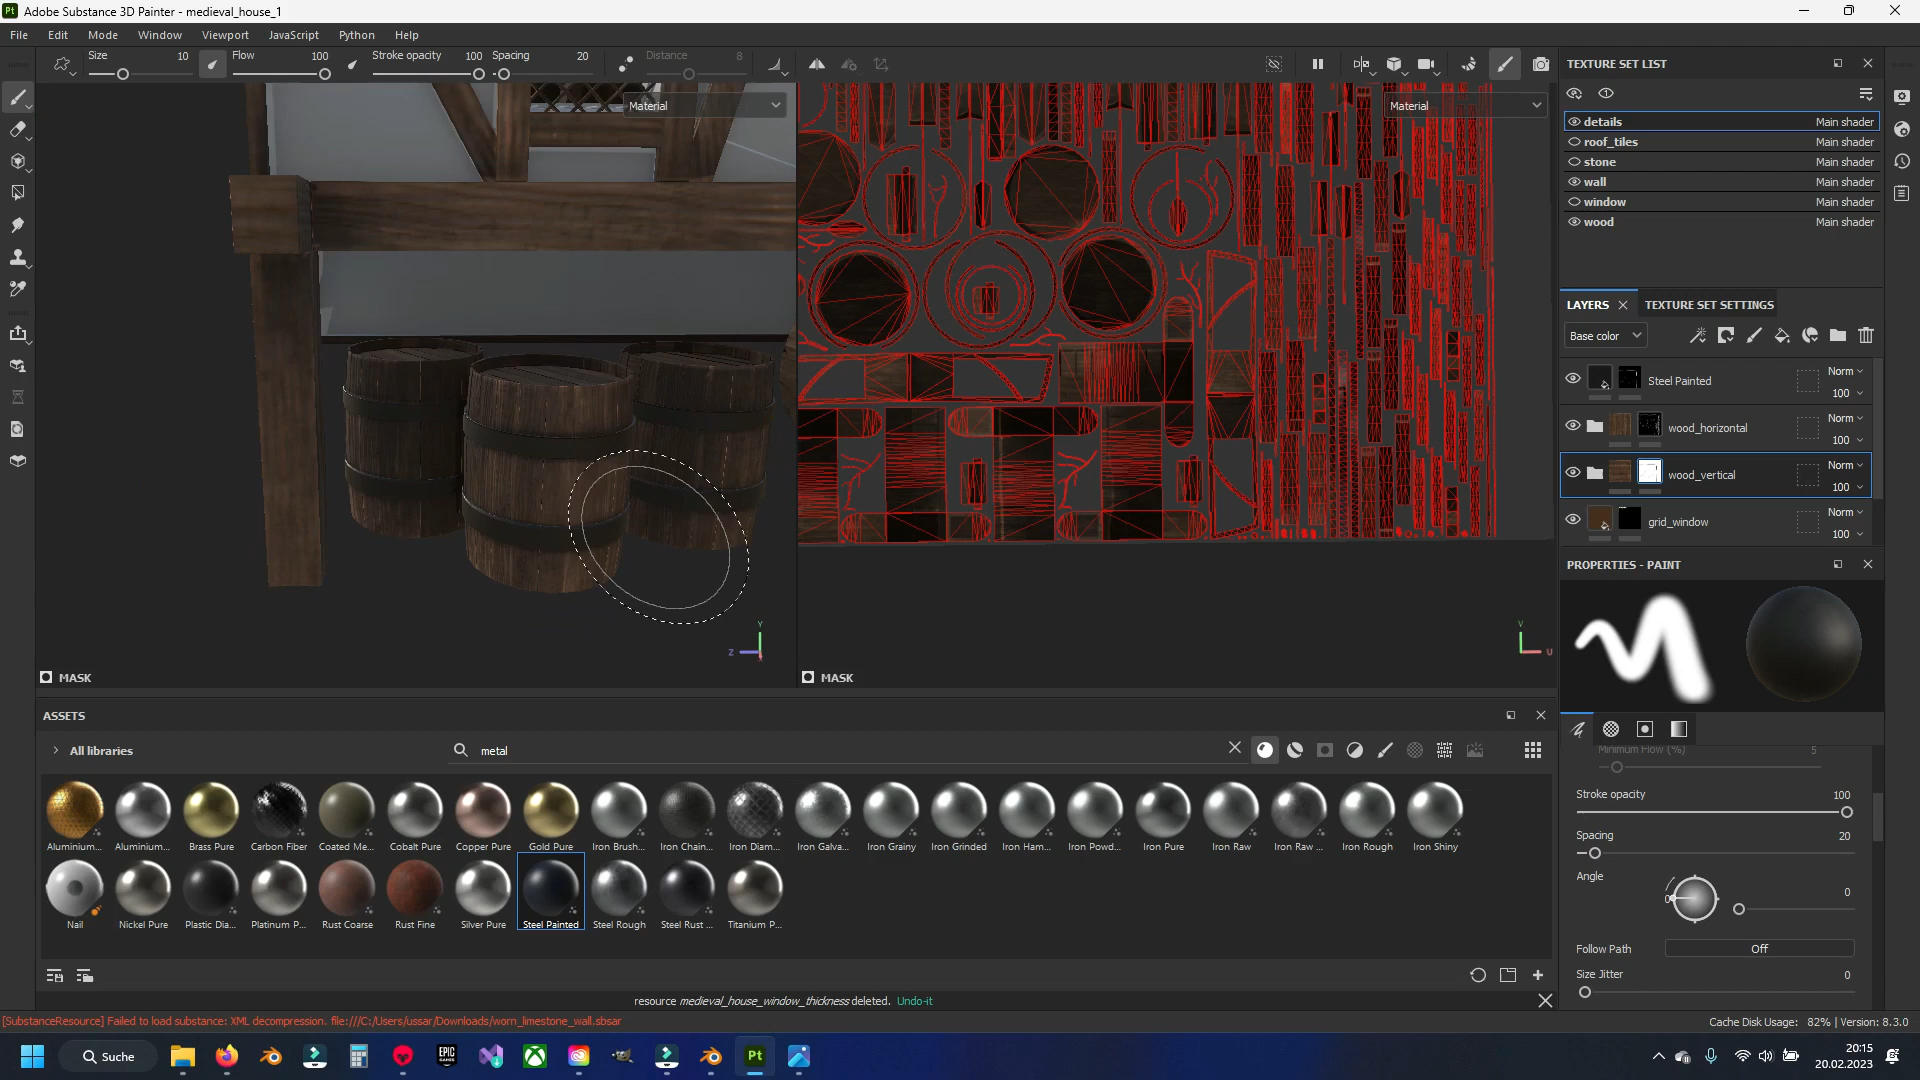 Pt Adobe Substance 3D Painter - medieval_house_1
File Edit Mode Window Viewport JavaScript Python Help
Size 10 Flow 100 Stroke opacity 100 Spacing 20 Distance 8
Material
Material
Y
Z
V
U
MASK
MASK
TEXTURE SET LIST
details Main shader
roof_tiles Main shader
stone Main shader
wall Main shader
window Main shader
wood Main shader
LAYERS TEXTURE SET SETTINGS
Base color
Steel Painted Norm 100
wood_horizontal Norm 100
wood_vertical Norm 100
grid_window Norm 100
PROPERTIES - PAINT
Minimum Flow (%) 5
Stroke opacity 100
Spacing 20
Angle 0
0
Follow Path Off
Size Jitter 0
ASSETS
All libraries metal
Aluminium... Aluminium... Brass Pure Carbon Fiber Coated Me... Cobalt Pure Copper Pure Gold Pure Iron Brush... Iron Chain... Iron Diam... Iron Galva... Iron Grainy Iron Grinded Iron Ham... Iron Powd... Iron Pure Iron Raw Iron Raw ... Iron Rough Iron Shiny
Nail Nickel Pure Plastic Dia... Platinum P... Rust Coarse Rust Fine Silver Pure Steel Painted Steel Rough Steel Rust ... Titanium P...
resource medieval_house_window_thickness deleted. Undo-it
[SubstanceResource] Failed to load substance: XML decompression. file:///C:/Users/ussar/Downloads/worn_limestone_wall.sbsar
Cache Disk Usage: 82% | Version: 8.3.0
Suche
EPIC GAMES
Pt
20:15
20.02.2023